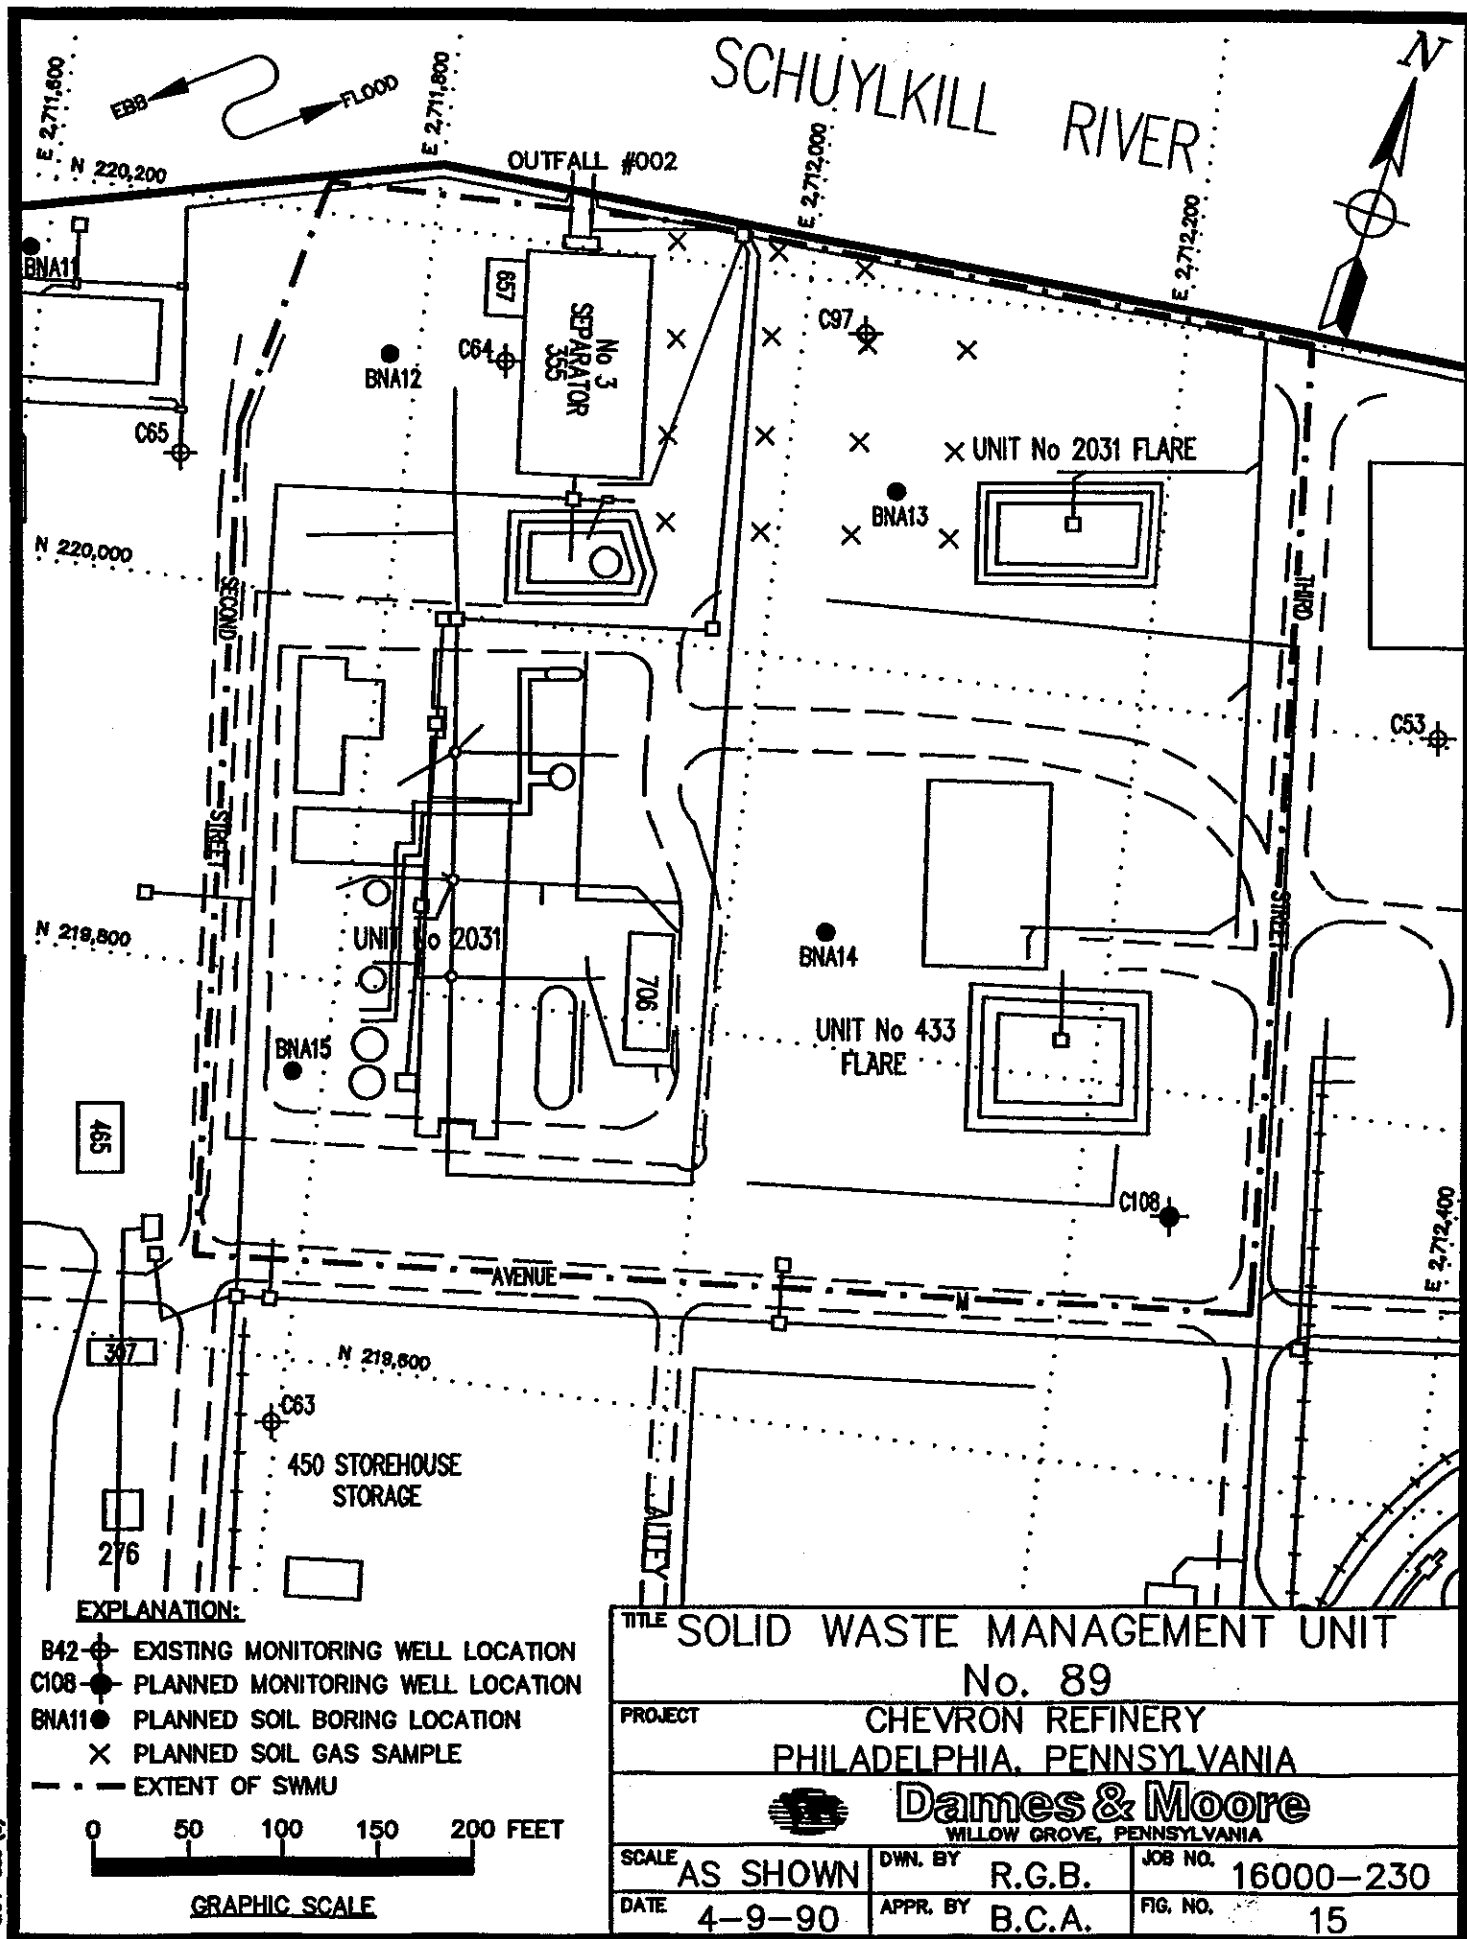 SCHUYLKILL RIVER
N
EBB
FLOOD
E 2,711,600
E 2,711,800
E 2,712,000
E 2,712,200
N 220,200
OUTFALL #002
BNA11
657
No 3
SEPARATOR
355
C64
C97
BNA12
C65
UNIT No 2031 FLARE
BNA13
N 220,000
SECOND
THIRD
C53
STREET
STREET
N 219,800
UNIT No 2031
706
BNA14
UNIT No 433
FLARE
BNA15
465
C108
E 2,712,400
AVENUE
M
307
N 219,600
C63
450 STOREHOUSE
STORAGE
ALLEY
276
EXPLANATION:
B42 EXISTING MONITORING WELL LOCATION
C108 PLANNED MONITORING WELL LOCATION
BNA11 PLANNED SOIL BORING LOCATION
X PLANNED SOIL GAS SAMPLE
EXTENT OF SWMU
0 50 100 150 200 FEET
GRAPHIC SCALE
TITLE SOLID WASTE MANAGEMENT UNIT
No. 89
PROJECT CHEVRON REFINERY
PHILADELPHIA, PENNSYLVANIA
Dames & Moore
WILLOW GROVE, PENNSYLVANIA
SCALE AS SHOWN DWN. BY R.G.B. JOB NO. 16000-230
DATE 4-9-90 APPR. BY B.C.A. FIG. NO. 15